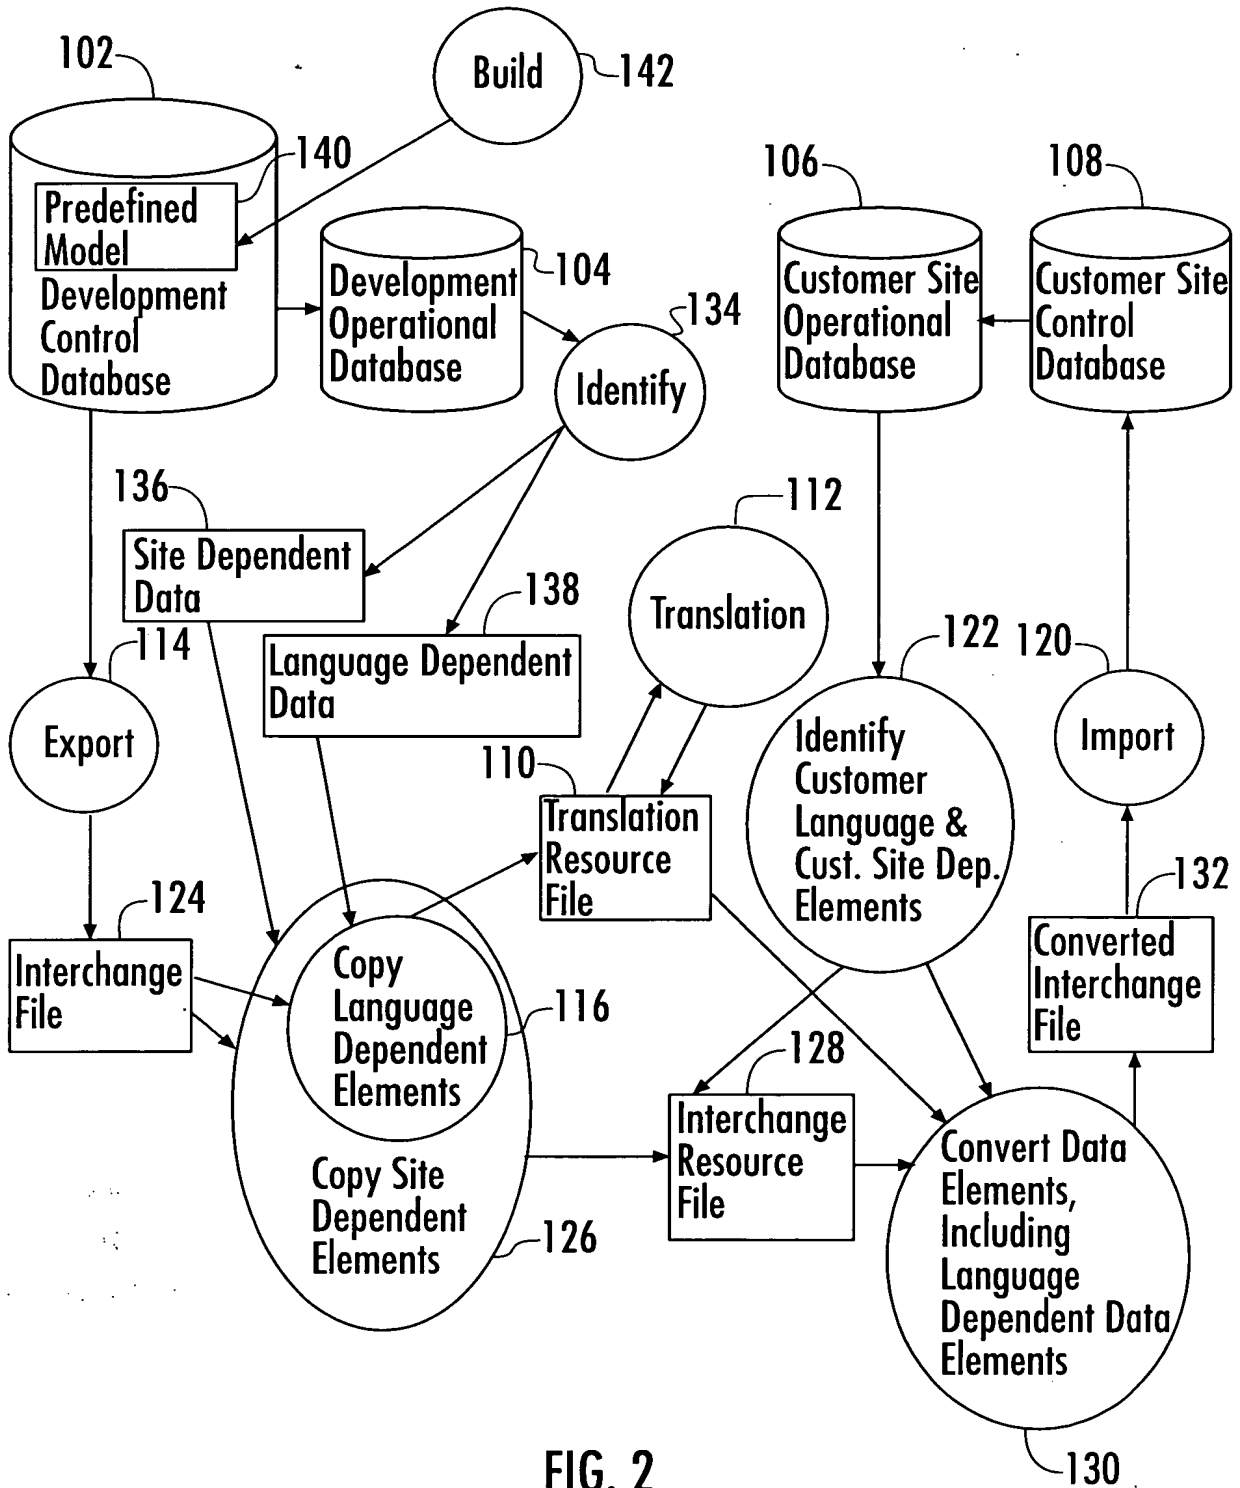 102
Build
142
140
Predefined
Model
Development
Control
Database
104
Development
Operational
Database
134
Identify
106
Customer Site
Operational
Database
108
Customer Site
Control
Database
136
Site Dependent
Data
138
Language Dependent
Data
112
Translation
114
Export
122
Identify
Customer
Language &
Cust. Site Dep.
Elements
120
Import
110
Translation
Resource
File
124
Interchange
File
132
Converted
Interchange
File
Copy
Language
Dependent
Elements
116
Copy Site
Dependent
Elements
126
128
Interchange
Resource
File
Convert Data
Elements,
Including
Language
Dependent Data
Elements
130
FIG. 2